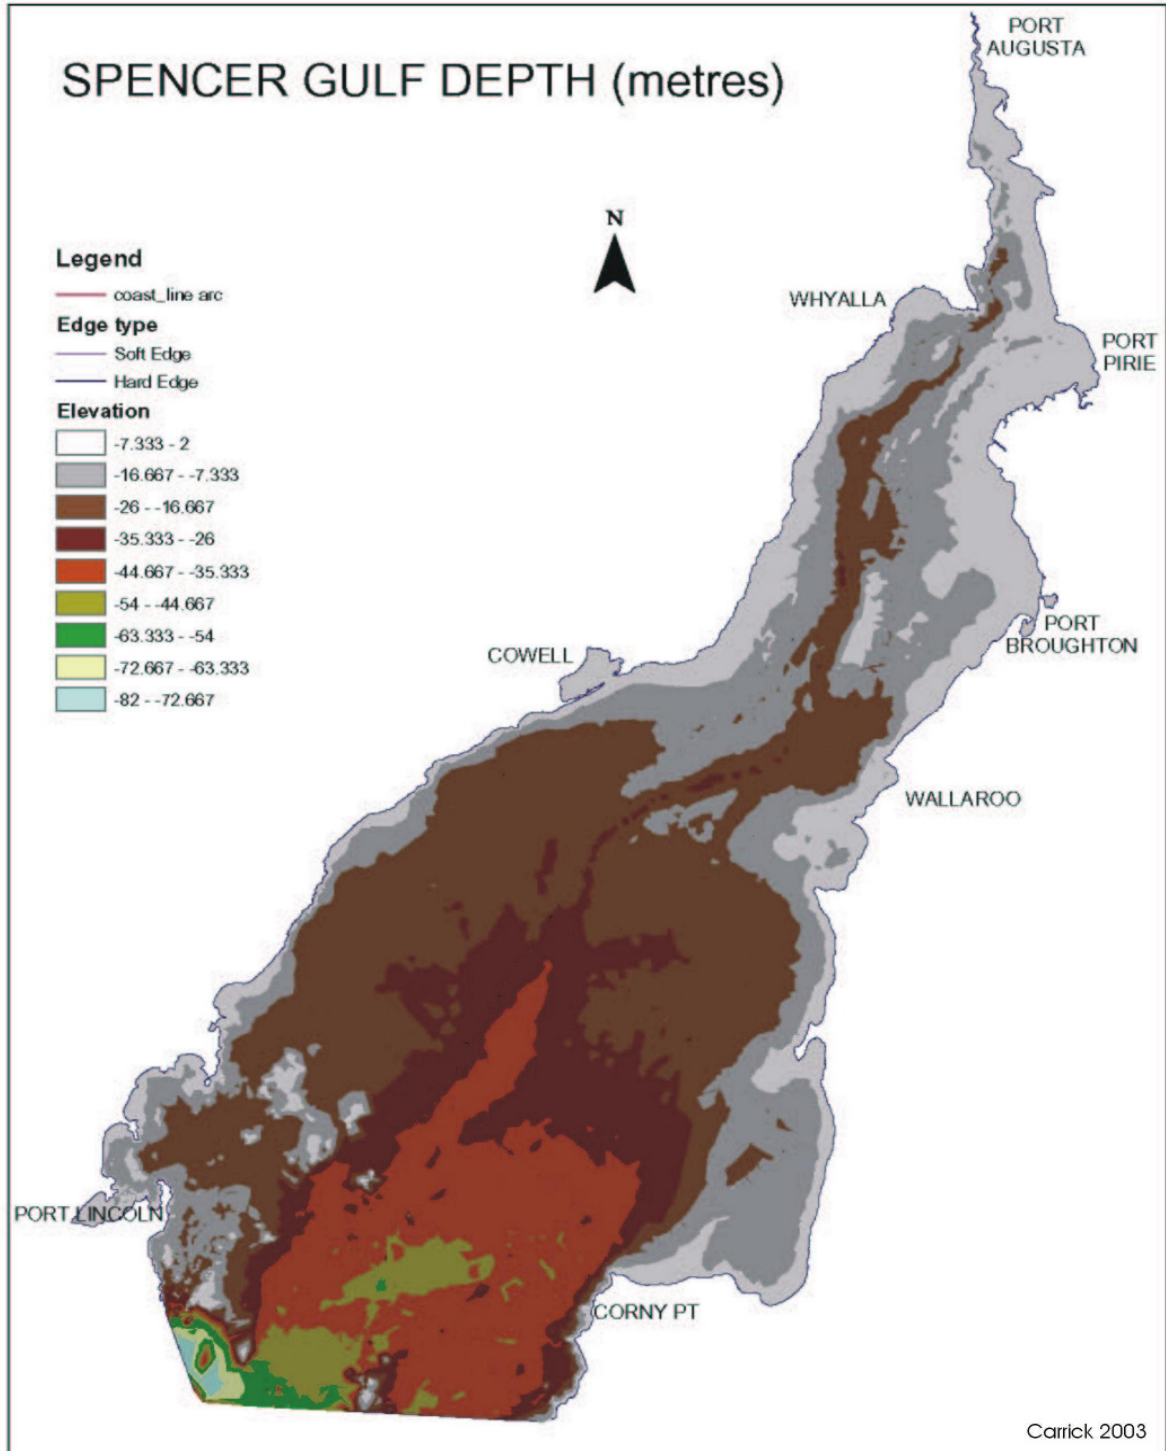 PORT
AUGUSTA
SPENCER GULF DEPTH (metres)
N
Legend
coast_line arc
Edge type
Soft Edge
Hard Edge
Elevation
-7.333 - 2
-16.667 - -7.333
-26 - -16.667
-35.333 - -26
-44.667 - -35.333
-54 - -44.667
-63.333 - -54
-72.667 - -63.333
-82 - -72.667
WHYALLA
PORT
PIRIE
COWELL
PORT
BROUGHTON
WALLAROO
PORT LINCOLN
CORNY PT
Carrick 2003